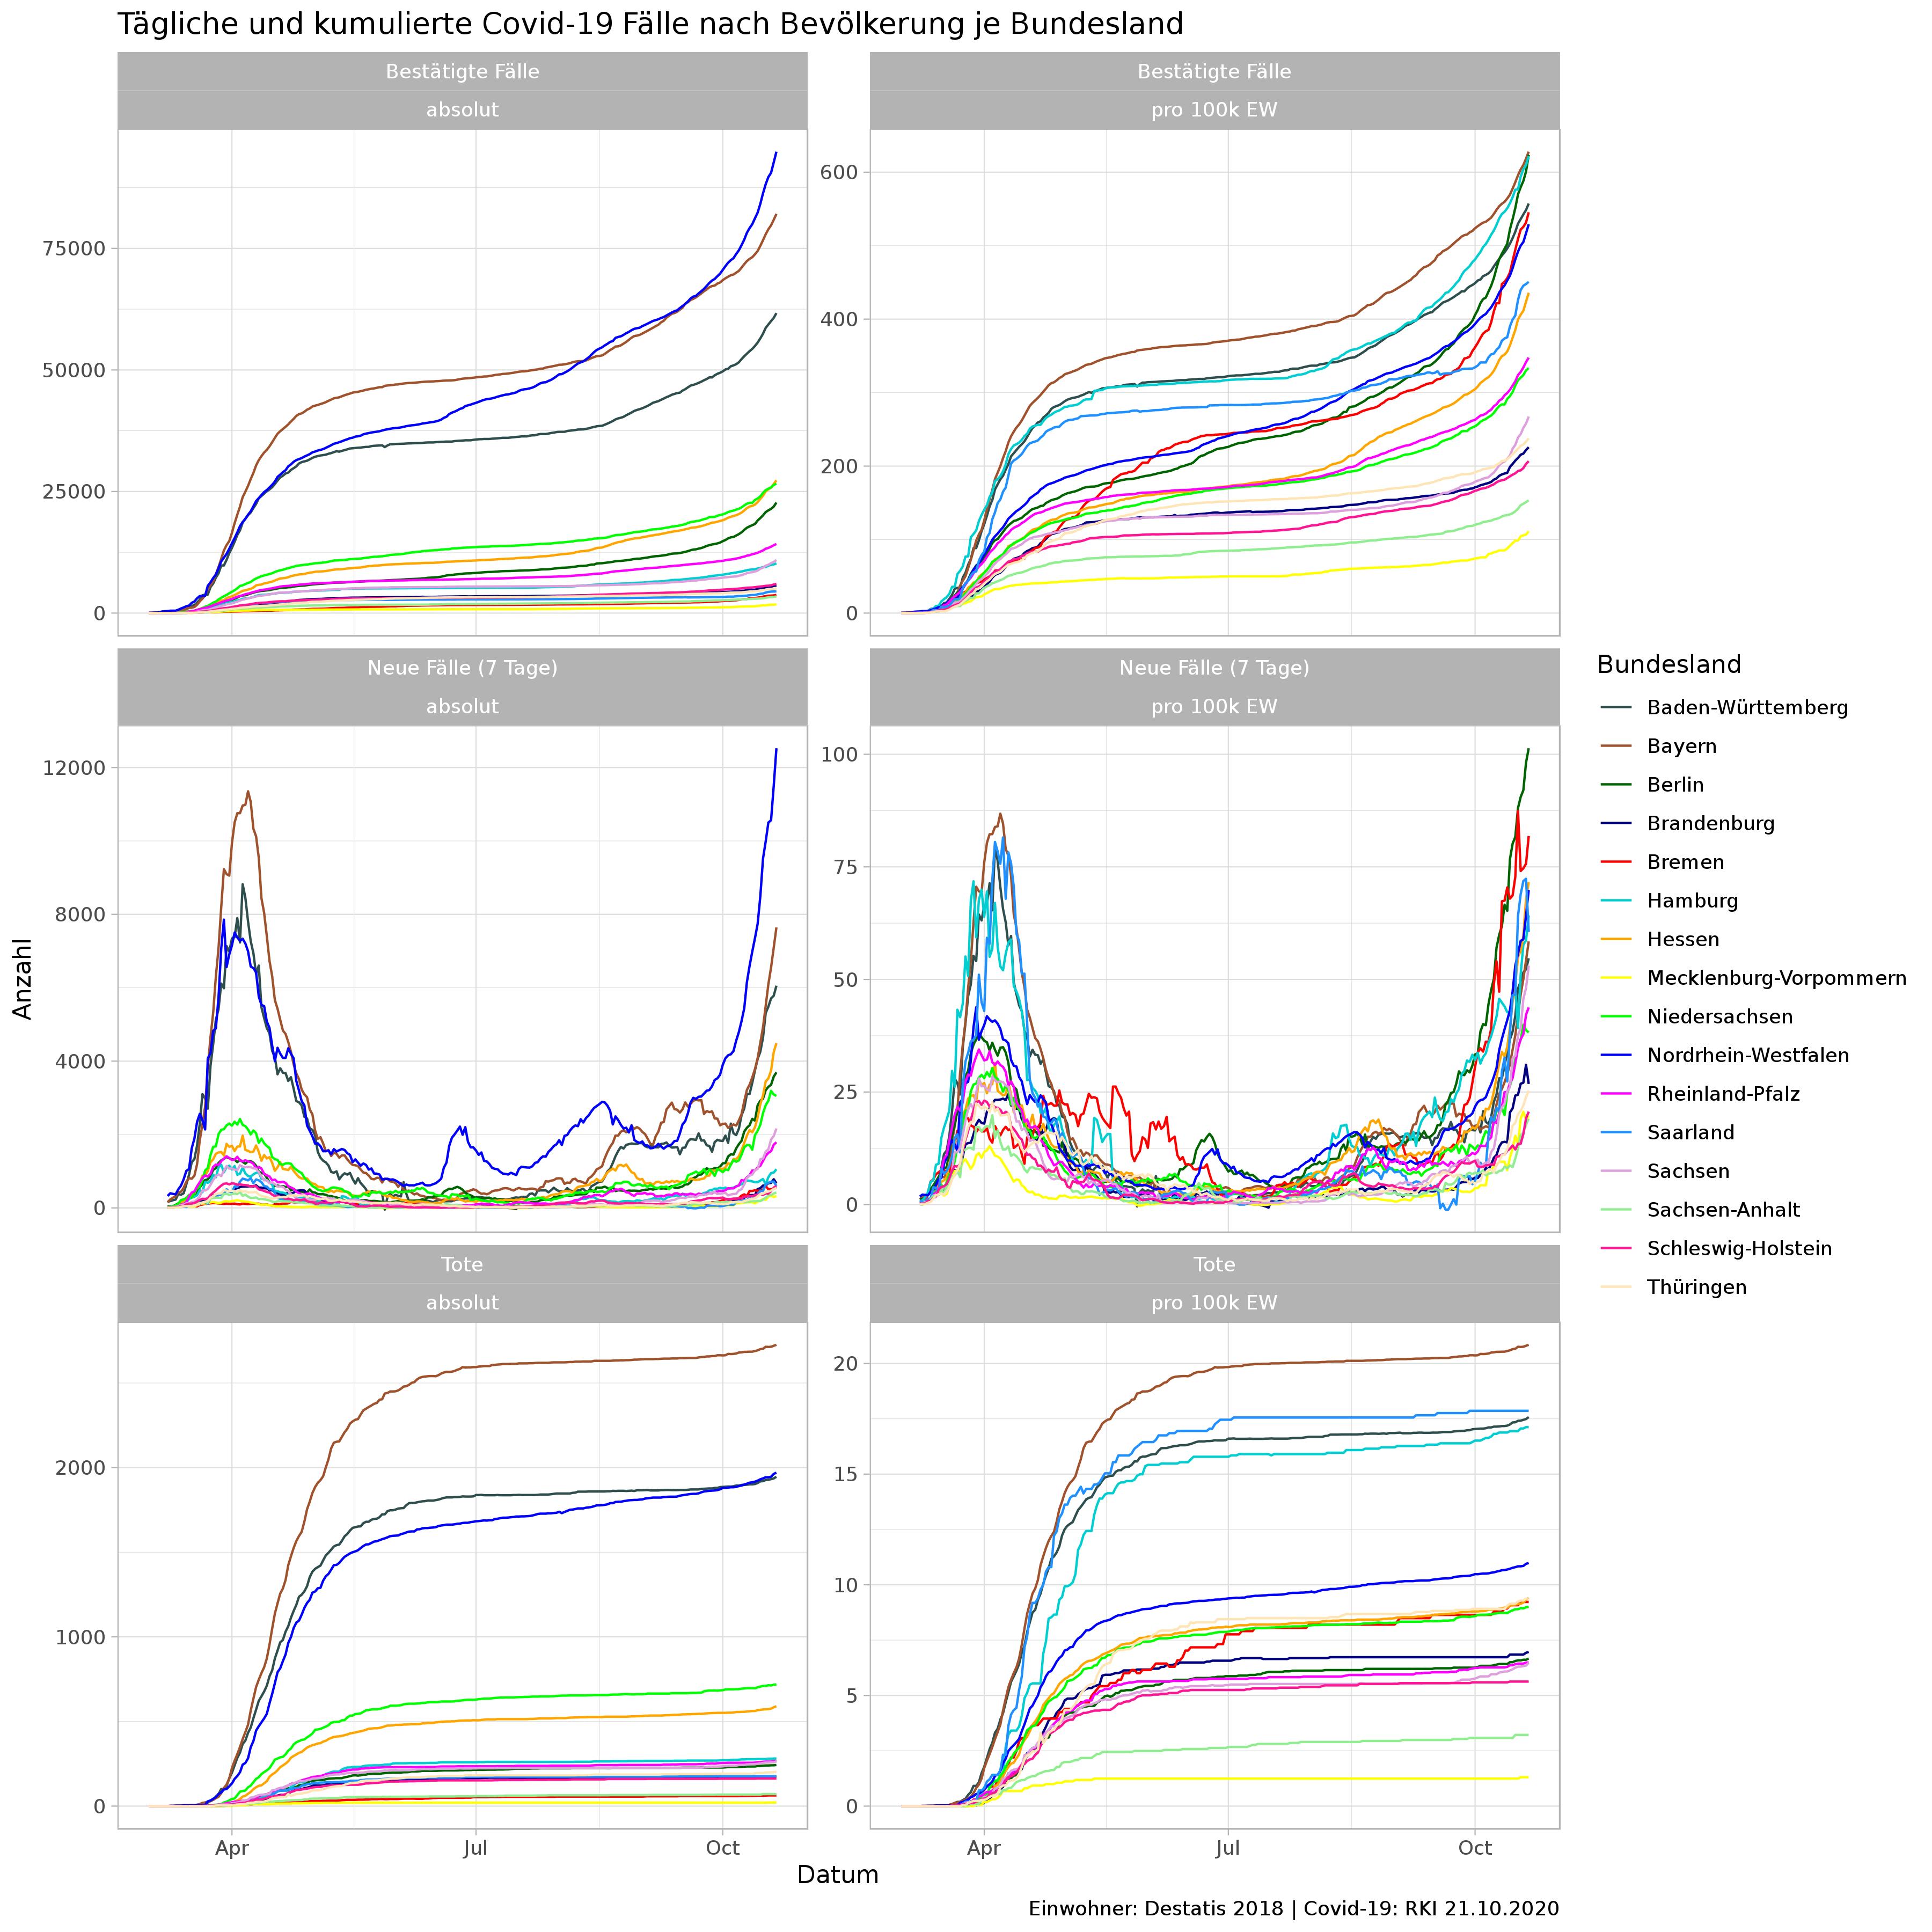 Tägliche und kumulierte Covid-19 Fälle nach Bevölkerung je Bundesland
Bestätigte Fälle
absolut
Bestätigte Fälle
pro 100k EW
75000
50000
25000
0
600
400
200
0
Neue Fälle (7 Tage)
absolut
Neue Fälle (7 Tage)
pro 100k EW
12000
8000
4000
0
100
75
50
25
0
Tote
absolut
Tote
pro 100k EW
2000
1000
0
20
15
10
5
0
Apr
Jul
Oct
Apr
Jul
Oct
Anzahl
Datum
Bundesland
Baden-Württemberg
Bayern
Berlin
Brandenburg
Bremen
Hamburg
Hessen
Mecklenburg-Vorpommern
Niedersachsen
Nordrhein-Westfalen
Rheinland-Pfalz
Saarland
Sachsen
Sachsen-Anhalt
Schleswig-Holstein
Thüringen
Einwohner: Destatis 2018 | Covid-19: RKI 21.10.2020